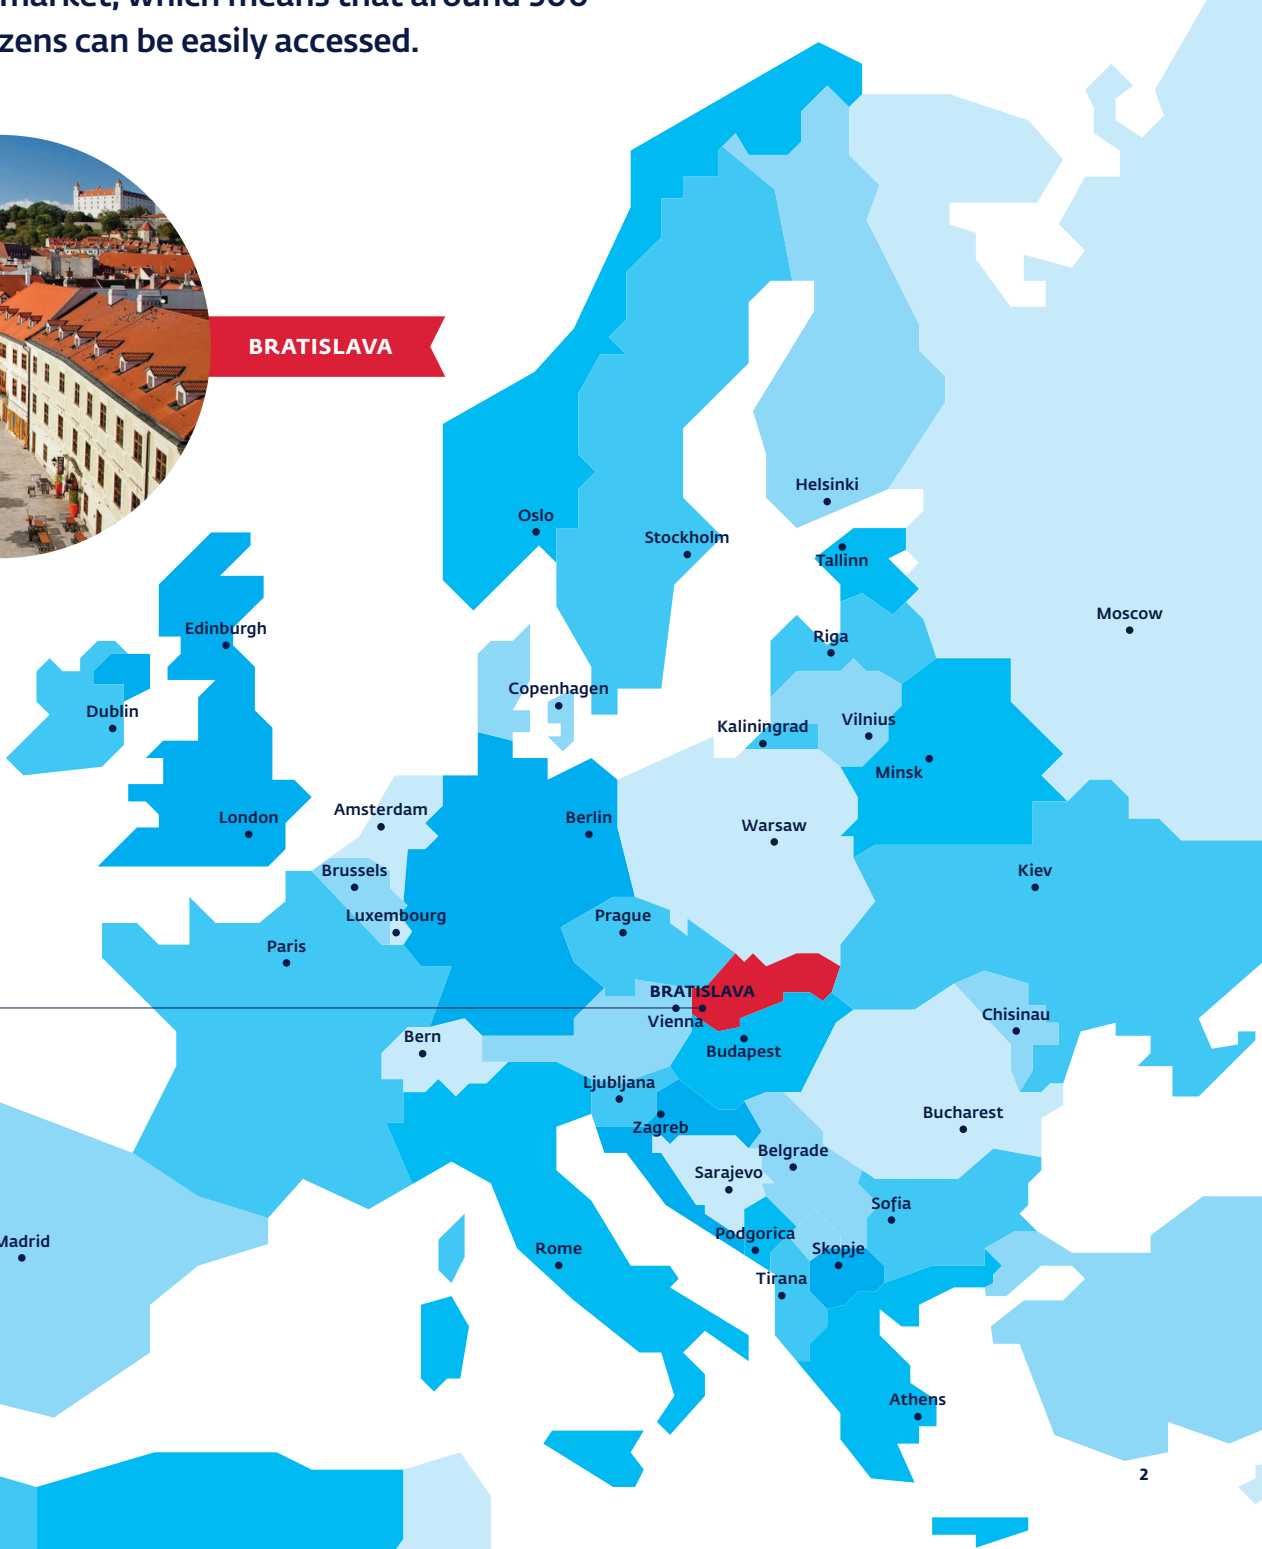 zens can be easily accessed.
BRATISLAVA
Helsinki
Oslo
Stockholm
Tallinn
Moscow
Edinburgh
Riga
Copenhagen
Dublin
Kaliningrad
Vilnius
Minsk
Amsterdam
London
Berlin
Warsaw
Brussels
Kiev
Luxembourg
Prague
Paris
BRATISLAVA
Vienna
Chisinau
Bern
Budapest
Ljubljana
Bucharest
Zagreb
Belgrade
Sarajevo
Sofia
Podgorica
Madrid
Rome
Skopje
Tirana
Athens
2